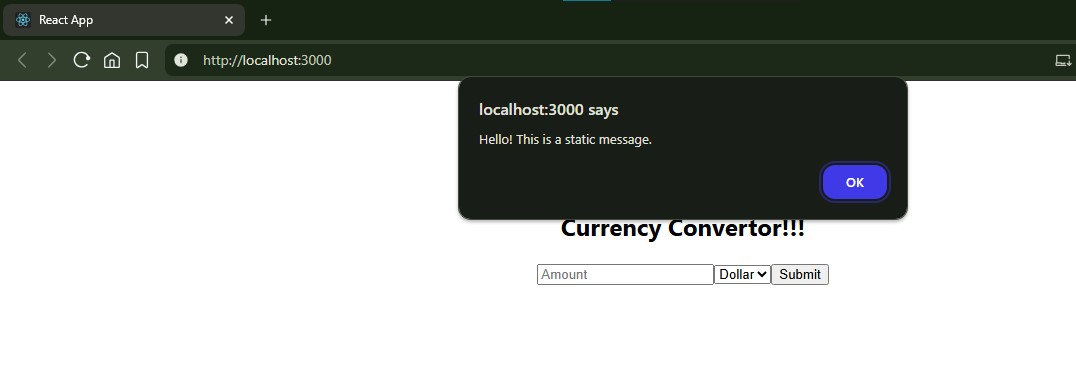 React App
http://localhost:3000
localhost:3000 says
Hello! This is a static message.
OK
Currency Convertor!!!
Amount
Dollar
Submit